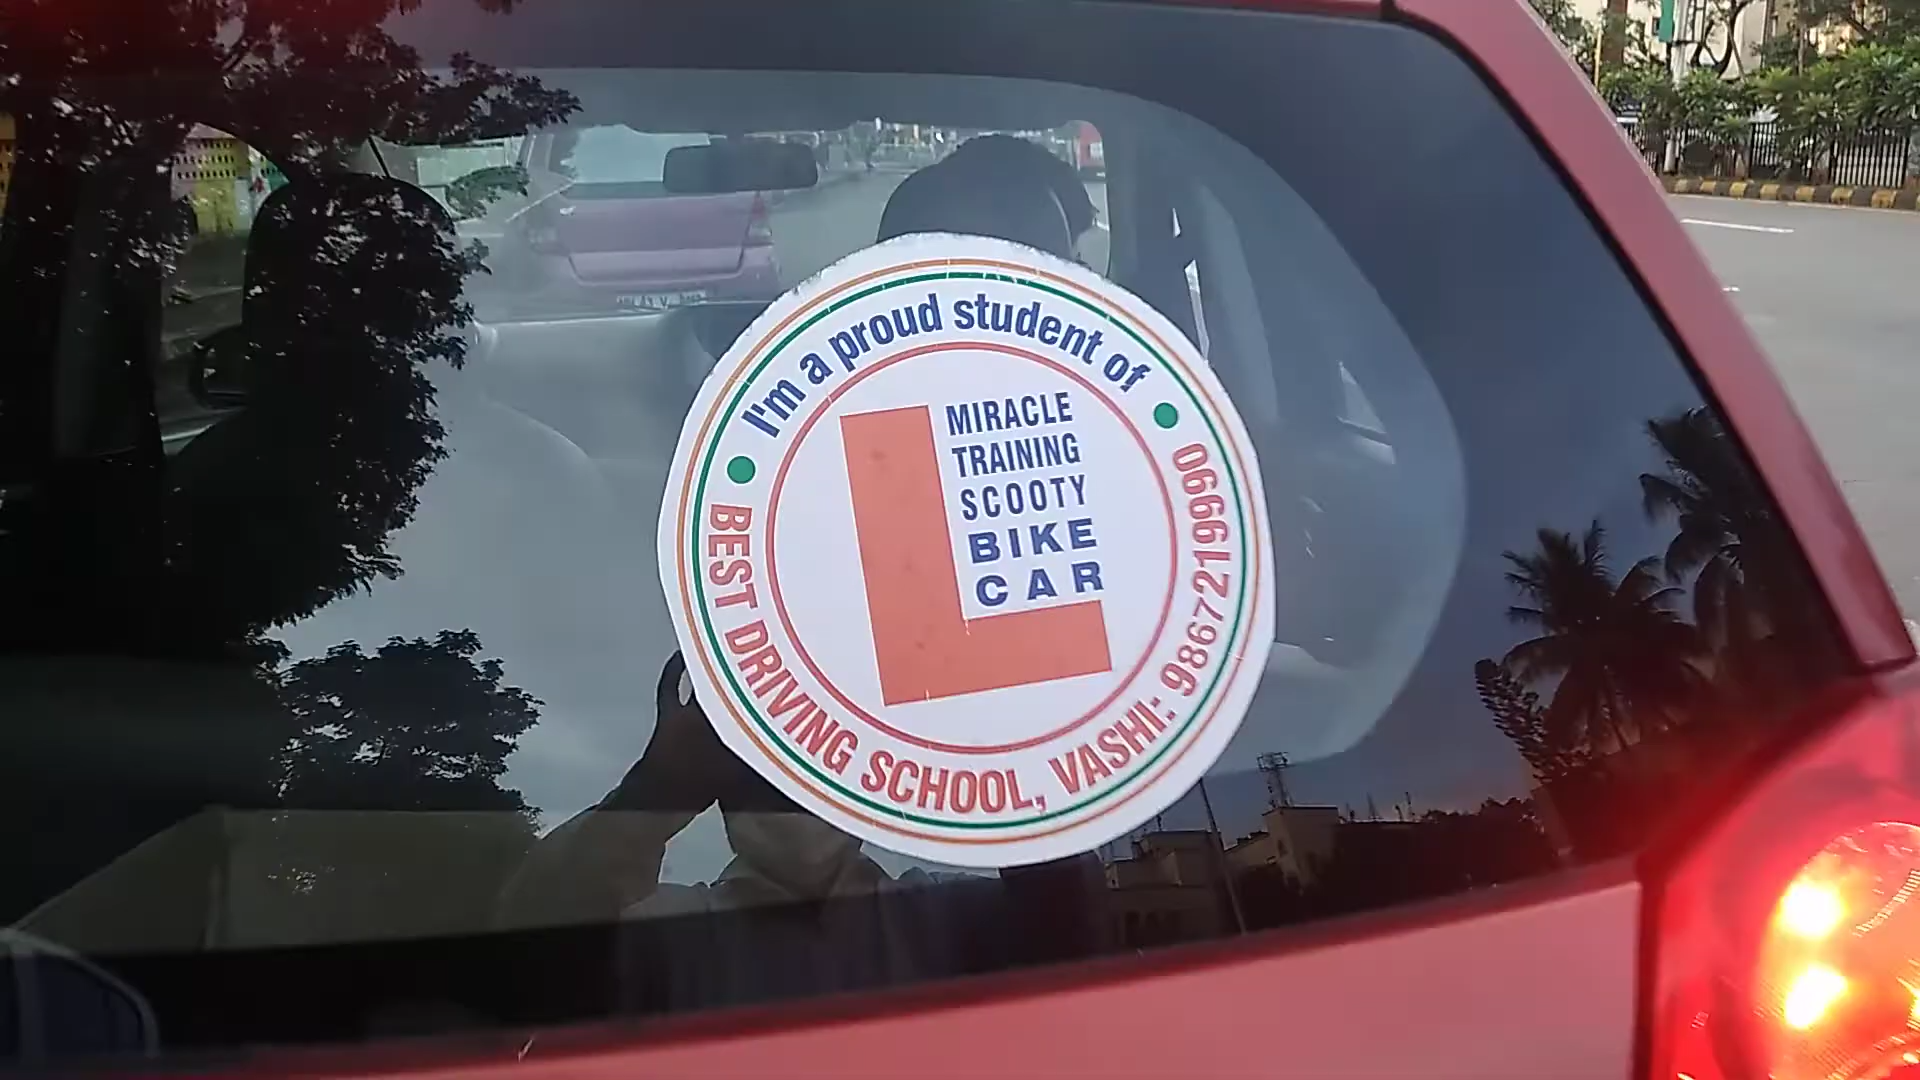 I'm a proud student of
MIRACLE
TRAINING
SCOOTY
BIKE
CAR
BEST DRIVING SCHOOL, VASHI: 9867219990